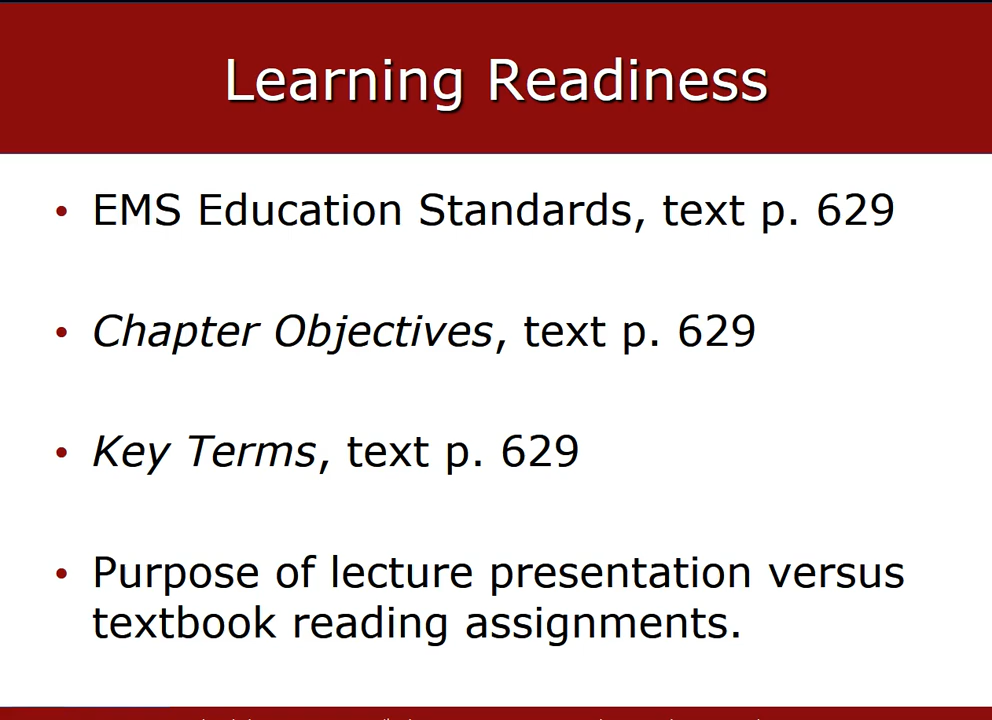 Learning Readiness
• EMS Education Standards, text p. 629
• Chapter Objectives, text p. 629
• Key Terms, text p. 629
• Purpose of lecture presentation versus
textbook reading assignments.